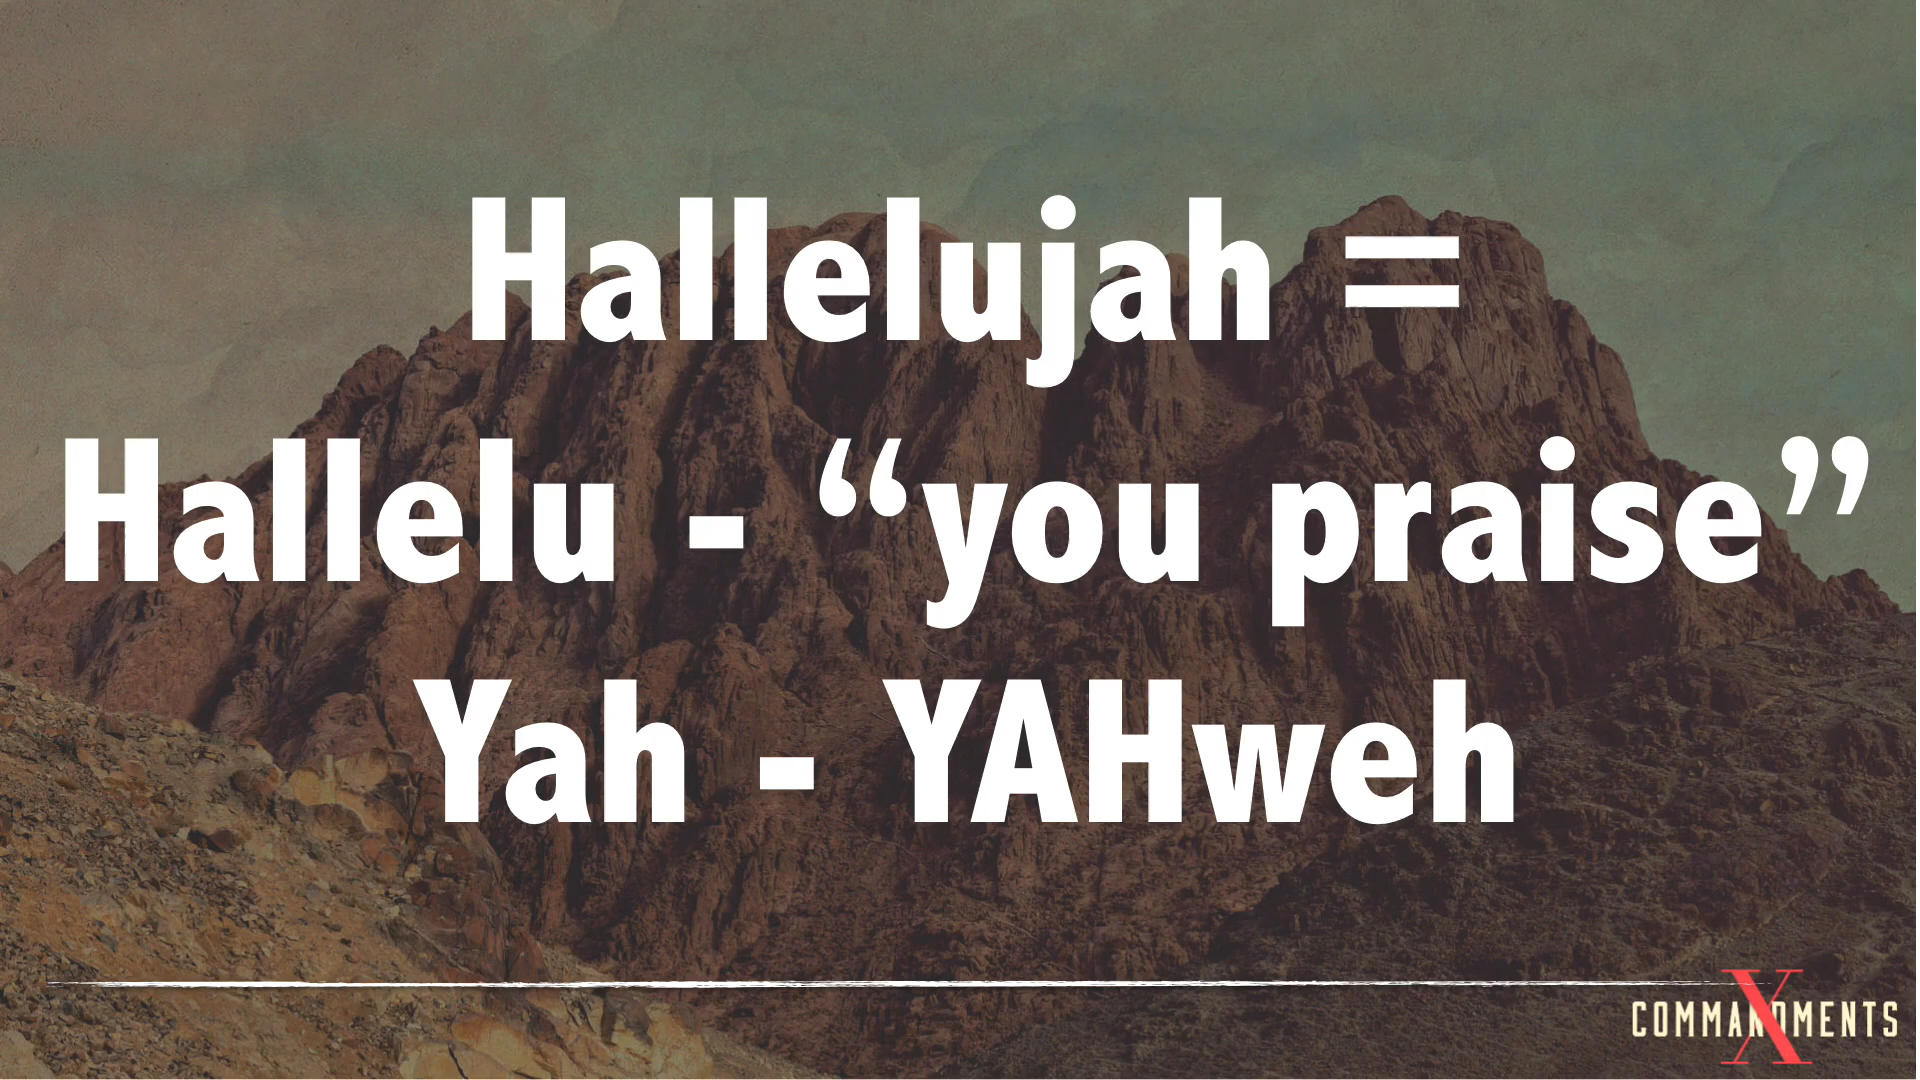 Hallelujah =
Hallelu - “you praise”
Yah - YAHweh
X
COMMANDMENTS